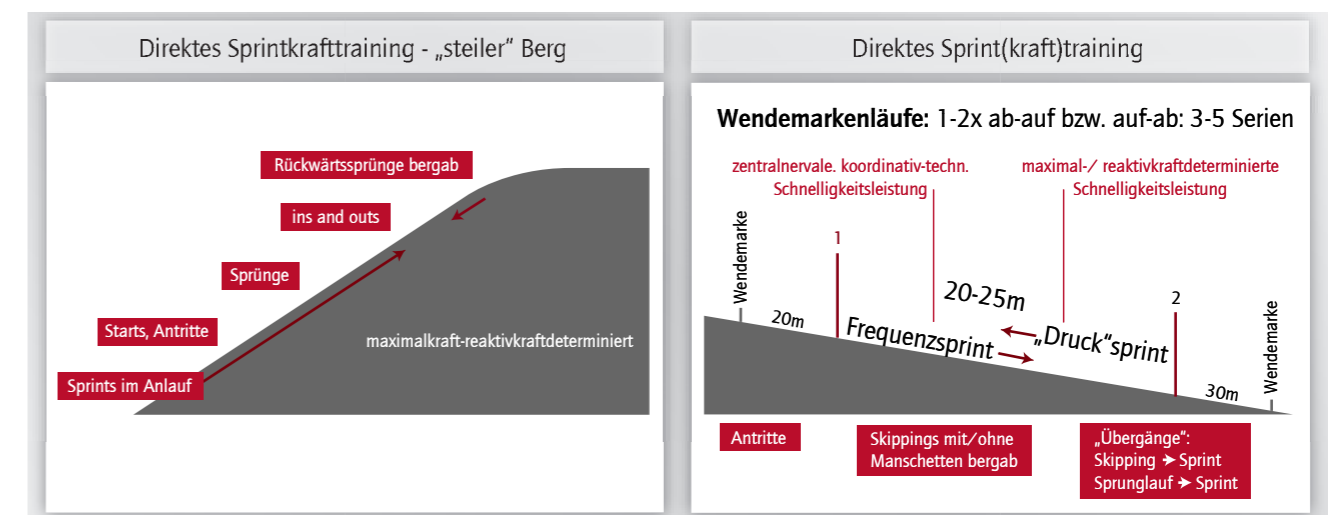 Direktes Sprintkrafttraining - „steiler“ Berg
Rückwärtssprünge bergab
ins and outs
Sprünge
Starts, Antritte
maximalkraft-reaktivkraftdeterminiert
Sprints im Anlauf
Direktes Sprint(kraft)training
Wendemarkenläufe: 1-2x ab-auf bzw. auf-ab: 3-5 Serien
zentralnervale. koordinativ-techn.
Schnelligkeitsleistung
maximal-/ reaktivkraftdeterminierte
Schnelligkeitsleistung
Wendemarke
1
20m
20-25m
Frequenzsprint
„Druck“sprint
2
30m
Wendemarke
Antritte
Skippings mit/ohne
Manschetten bergab
„Übergänge“:
Skipping → Sprint
Sprunglauf → Sprint